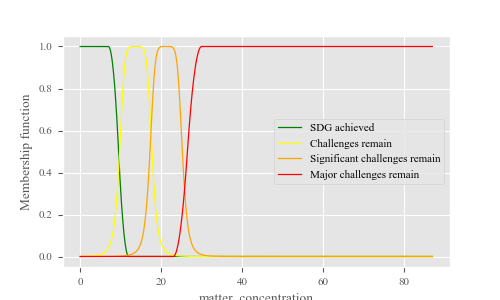 1.0
0.8
0.6
0.4
0.2
0.0
Membership function
SDG achieved
Challenges remain
Significant challenges remain
Major challenges remain
0 20 40 60 80
matter_concentration